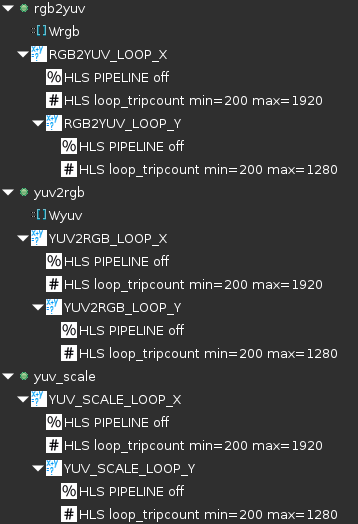 rgb2yuv
[] Wrgb
RGB2YUV_LOOP_X
% HLS PIPELINE off
# HLS loop_tripcount min=200 max=1920
RGB2YUV_LOOP_Y
% HLS PIPELINE off
# HLS loop_tripcount min=200 max=1280
yuv2rgb
[] Wyuv
YUV2RGB_LOOP_X
% HLS PIPELINE off
# HLS loop_tripcount min=200 max=1920
YUV2RGB_LOOP_Y
% HLS PIPELINE off
# HLS loop_tripcount min=200 max=1280
yuv_scale
YUV_SCALE_LOOP_X
% HLS PIPELINE off
# HLS loop_tripcount min=200 max=1920
YUV_SCALE_LOOP_Y
% HLS PIPELINE off
# HLS loop_tripcount min=200 max=1280